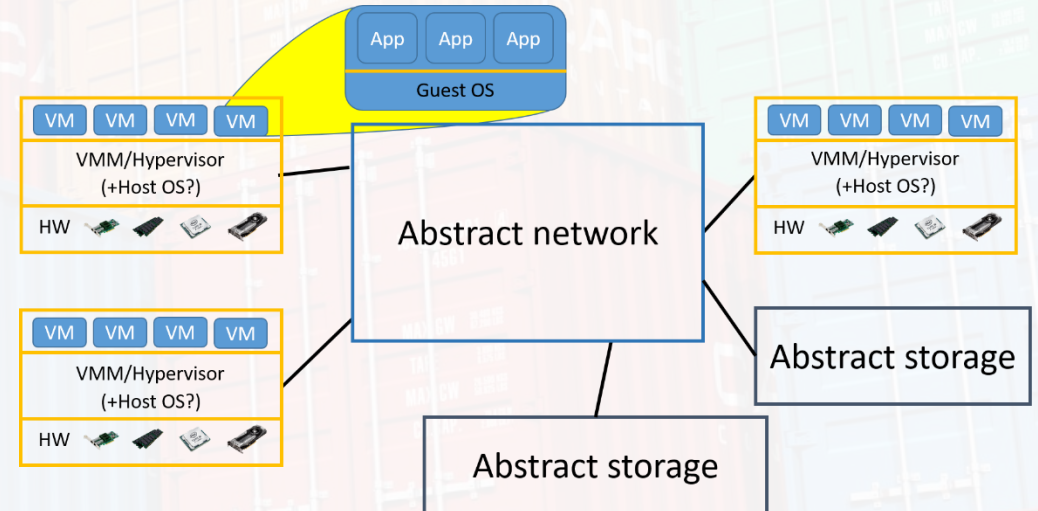 App App App
Guest OS
VM VM VM VM
VMM/Hypervisor
(+Host OS?)
HW
Abstract network
VM VM VM VM
VMM/Hypervisor
(+Host OS?)
HW
VM VM VM VM
VMM/Hypervisor
(+Host OS?)
HW
Abstract storage
Abstract storage